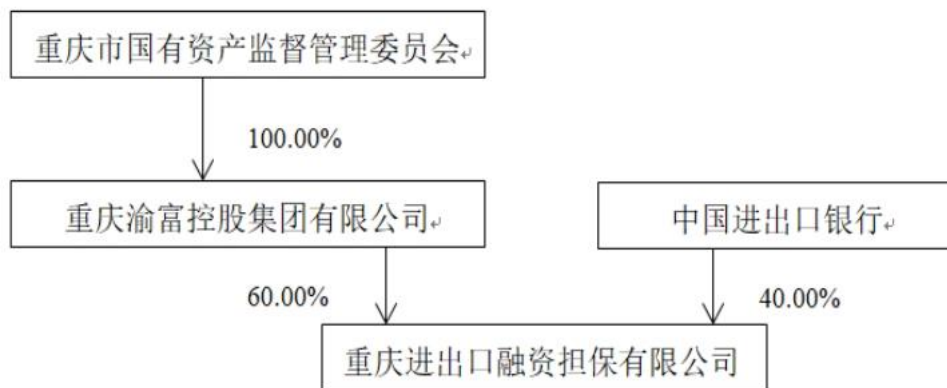 重庆市国有资产监督管理委员会
100.00%
重庆渝富控股集团有限公司
中国进出口银行
60.00%
40.00%
重庆进出口融资担保有限公司